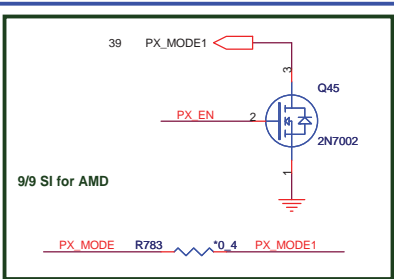 39 PX_MODE1
3
Q45
PX_EN 2
2N7002
1
9/9 SI for AMD
PX_MODE R783 *0_4 PX_MODE1